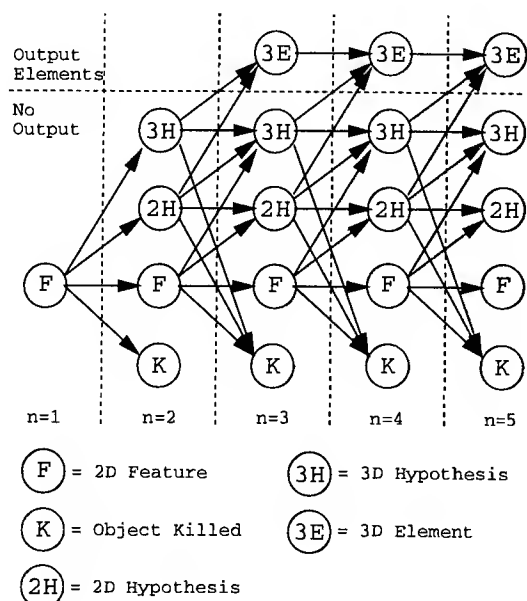 Output
Elements
3E 3E 3E
No
Output
3H 3H 3H 3H
2H 2H 2H 2H
F F F F F
K K K K
n=1 n=2 n=3 n=4 n=5
F = 2D Feature
3H = 3D Hypothesis
K = Object Killed
3E = 3D Element
2H = 2D Hypothesis